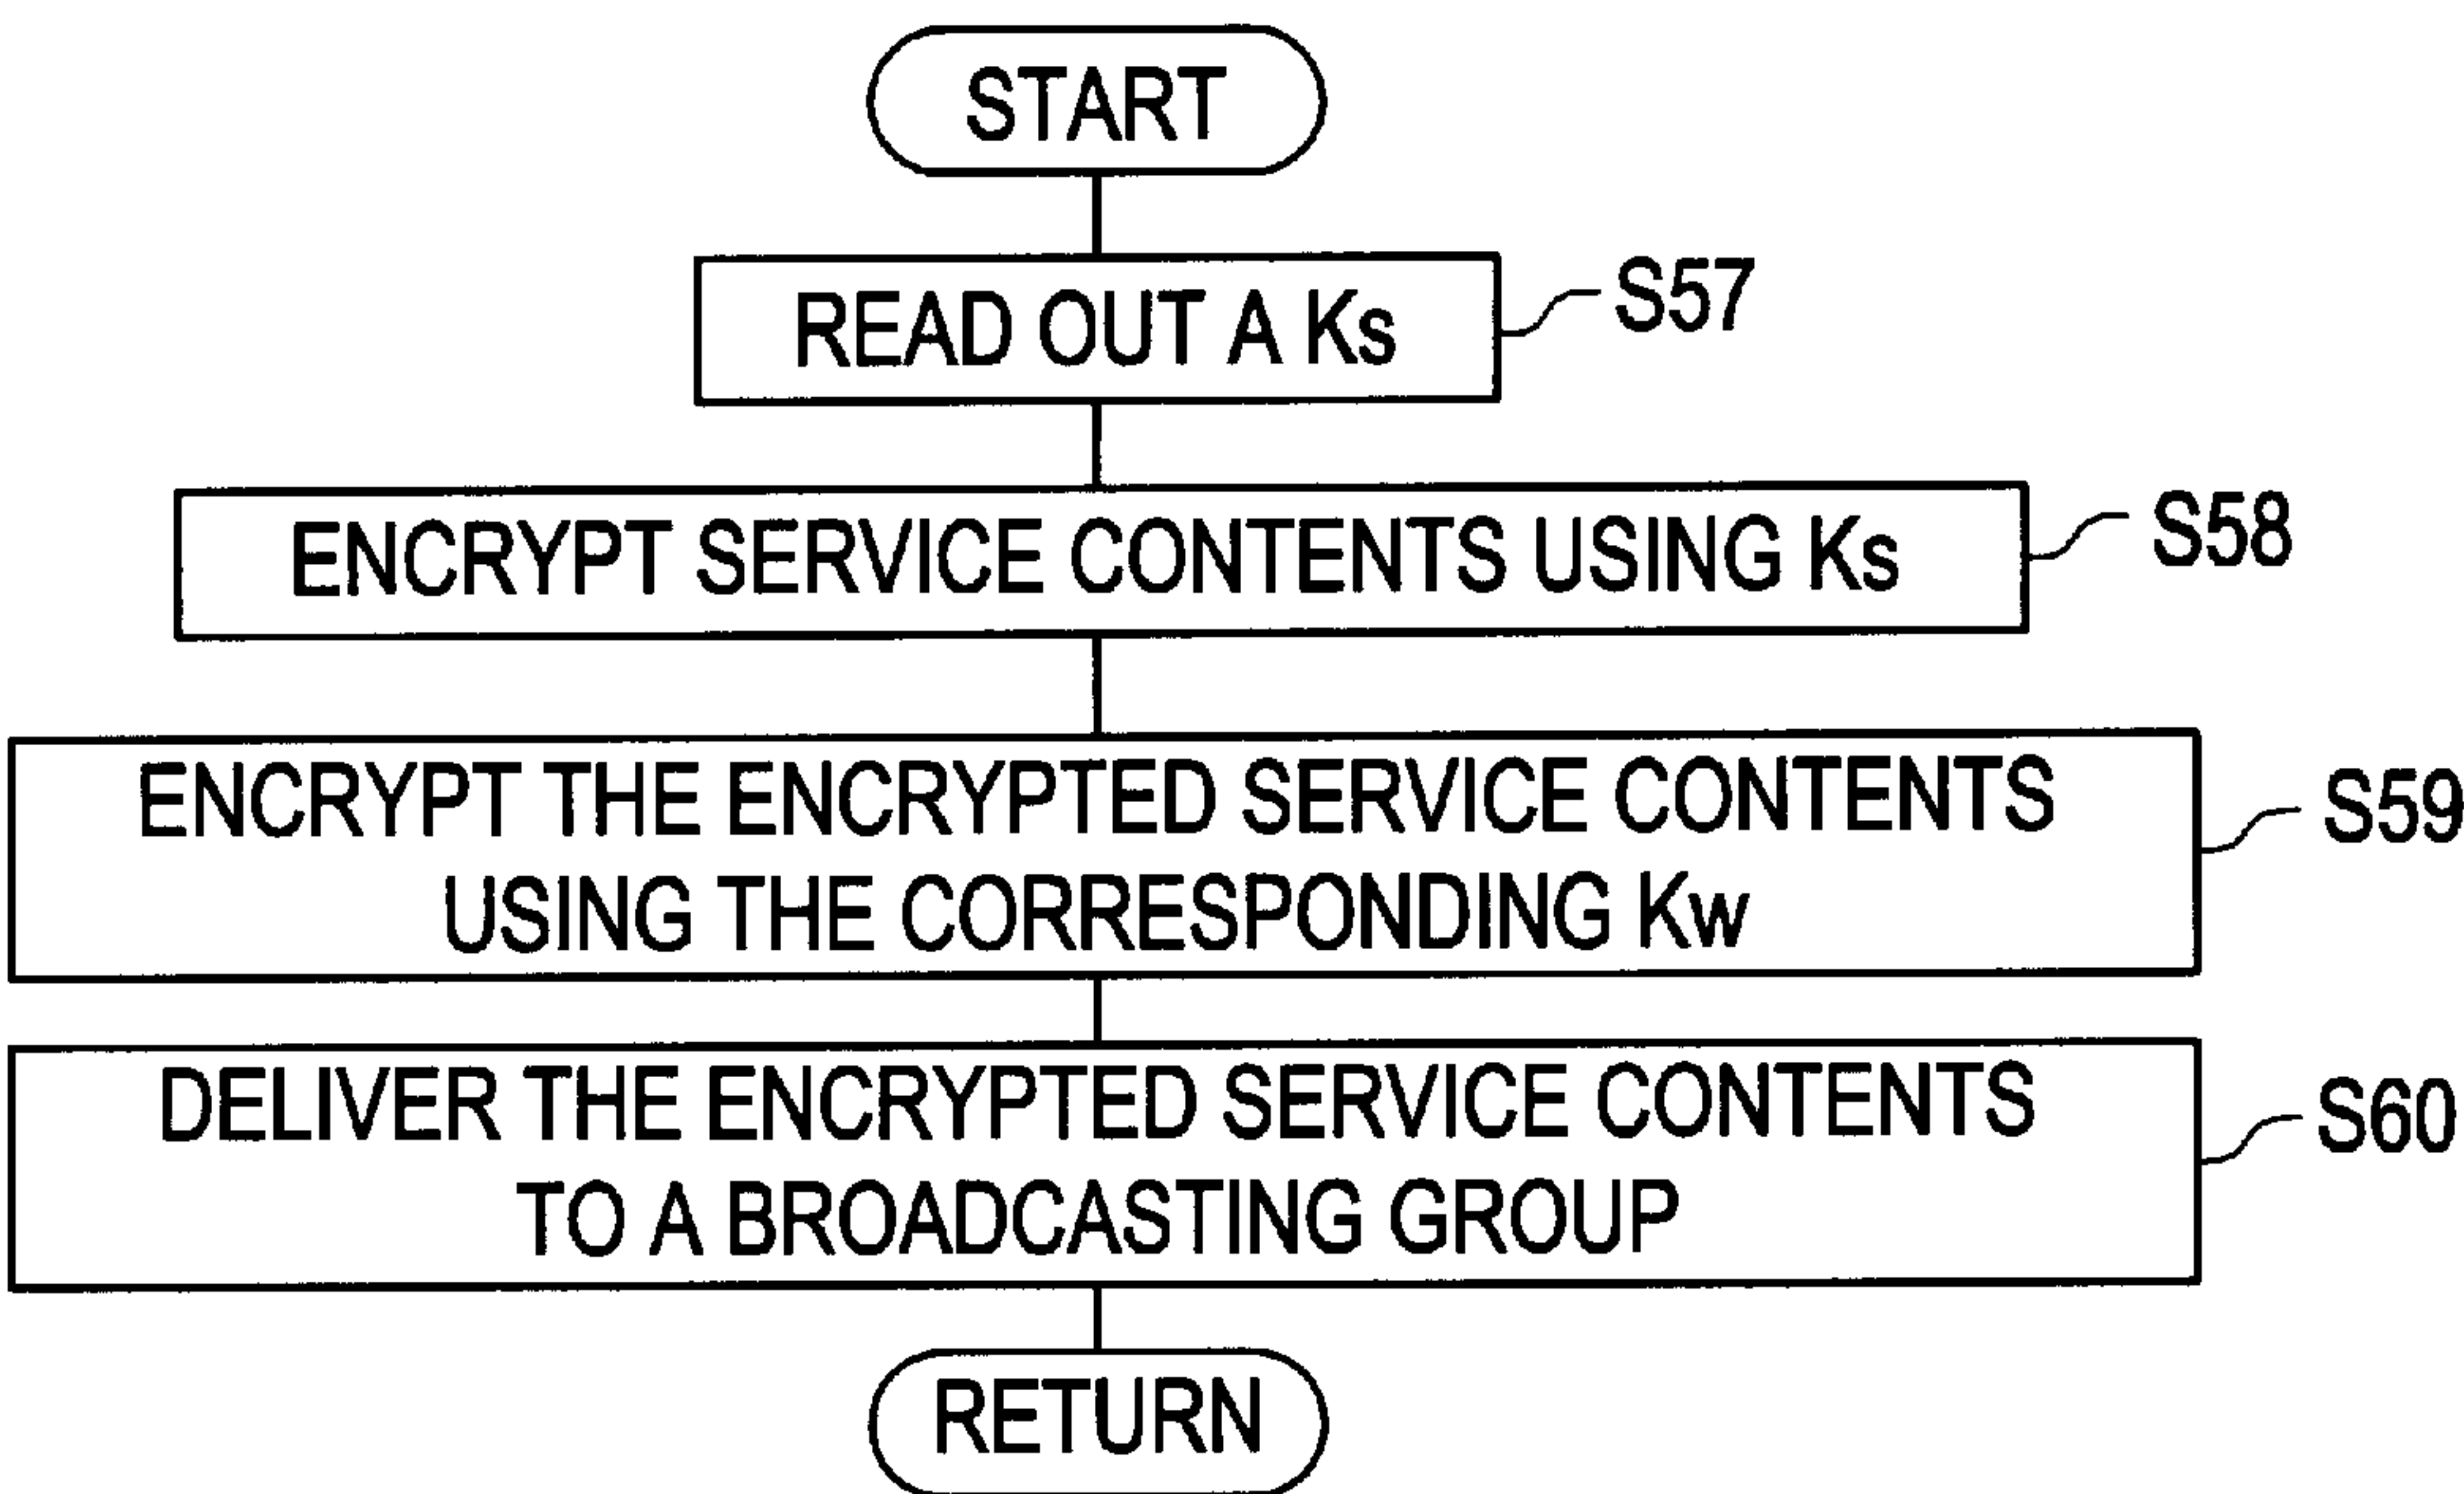 START
READ OUT A Ks
S57
ENCRYPT SERVICE CONTENTS USING Ks
S58
ENCRYPT THE ENCRYPTED SERVICE CONTENTS
USING THE CORRESPONDING Kw
S59
DELIVER THE ENCRYPTED SERVICE CONTENTS
TO A BROADCASTING GROUP
S60
RETURN